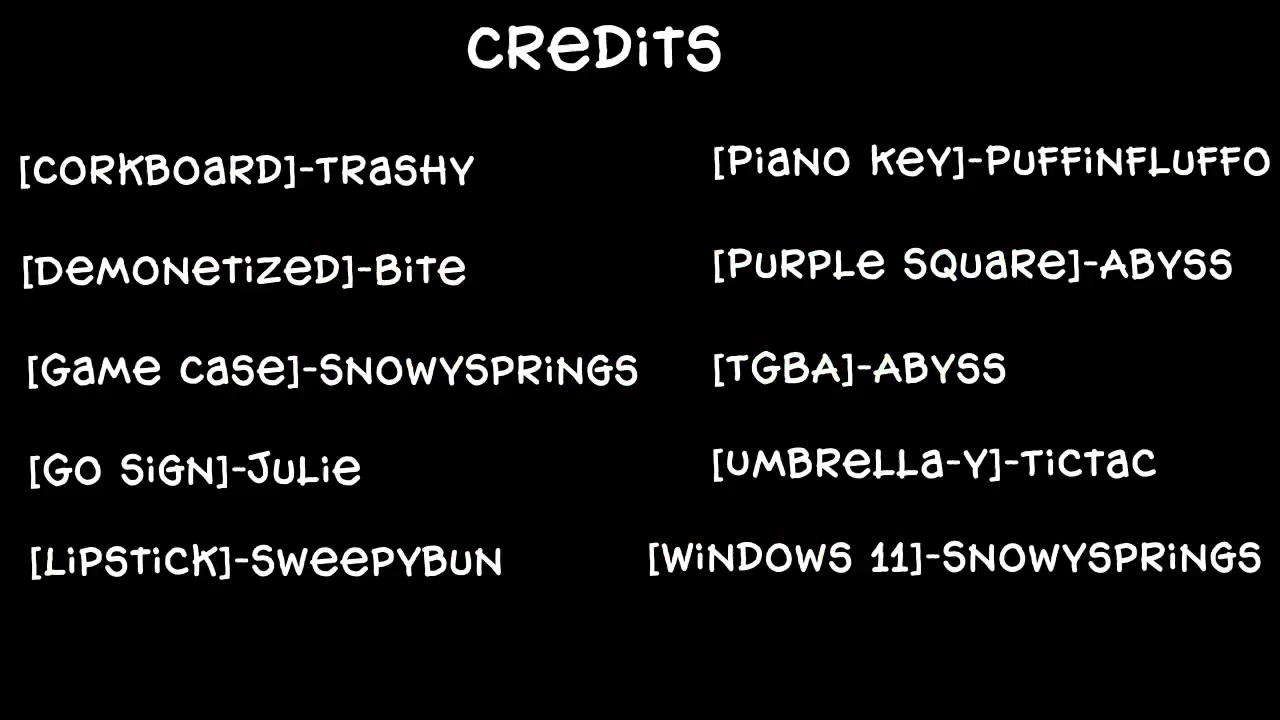 CReDiTS
[CORKBOaRD]-TRaSHY
[DeMONeTiZeD]-BiTe
[Game Case]-SNOWYSPRiNGS
[GO SiGN]-JuLie
[LiPSTiCK]-SWeePYBuN
[PiaNO KeY]-PuFFiNFLuFFO
[PuRPLe SQuaRe]-ABYSS
[TGBA]-ABYSS
[uMBReLLa-Y]-TiCTaC
[WiNDOWS 11]-SNOWYSPRiNGS